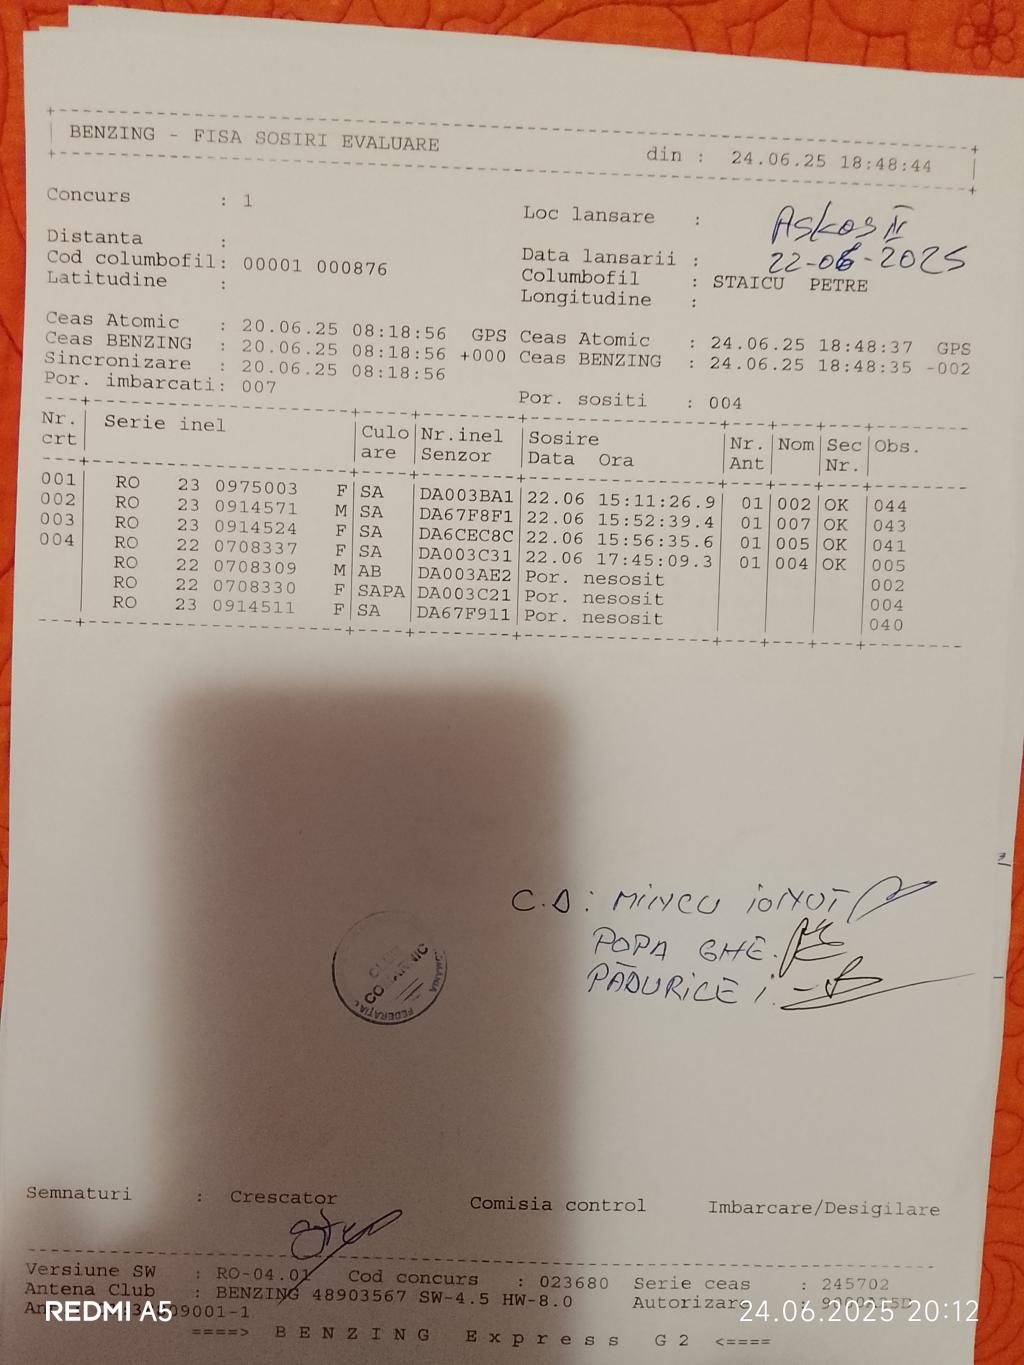 BENZING - FISA SOSIRI EVALUARE din : 24.06.25 18:48:44
Concurs : 1 Loc lansare : Askos II
Distanta : Data lansarii : 22-06-2025
Cod columbofil: 00001 000876 Columbofil : STAICU PETRE
Latitudine : Longitudine :
Ceas Atomic : 20.06.25 08:18:56 GPS Ceas Atomic : 24.06.25 18:48:37 GPS
Ceas BENZING : 20.06.25 08:18:56 +000 Ceas BENZING : 24.06.25 18:48:35 -002
Sincronizare : 20.06.25 08:18:56
Por. imbarcati: 007 Por. sositi : 004
Nr. Serie inel Culo Nr.inel Sosire Nr. Nom Sec Obs.
crt are Senzor Data Ora Ant Nr.
001 RO 23 0975003 F SA DA003BA1 22.06 15:11:26.9 01 002 OK 044
002 RO 23 0914571 M SA DA67F8F1 22.06 15:52:39.4 01 007 OK 043
003 RO 23 0914524 F SA DA6CEC8C 22.06 15:56:35.6 01 005 OK 041
004 RO 22 0708337 F SA DA003C31 22.06 17:45:09.3 01 004 OK 005
RO 22 0708309 M AB DA003AE2 Por. nesosit 002
RO 22 0708330 F SAPA DA003C21 Por. nesosit 004
RO 23 0914511 F SA DA67F911 Por. nesosit 040
C.D: MINCU IONUT
POPA GHE.
PĂDURICE I.
COMARNIC
Semnaturi : Crescator Comisia control Imbarcare/Desigilare
Versiune SW : RO-04.01 Cod concurs : 023680 Serie ceas : 245702
Antena Club : BENZING 48903567 SW-4.5 HW-8.0 Autorizare :
====> BENZING Express G2 <====
REDMI A5 24.06.2025 20:12